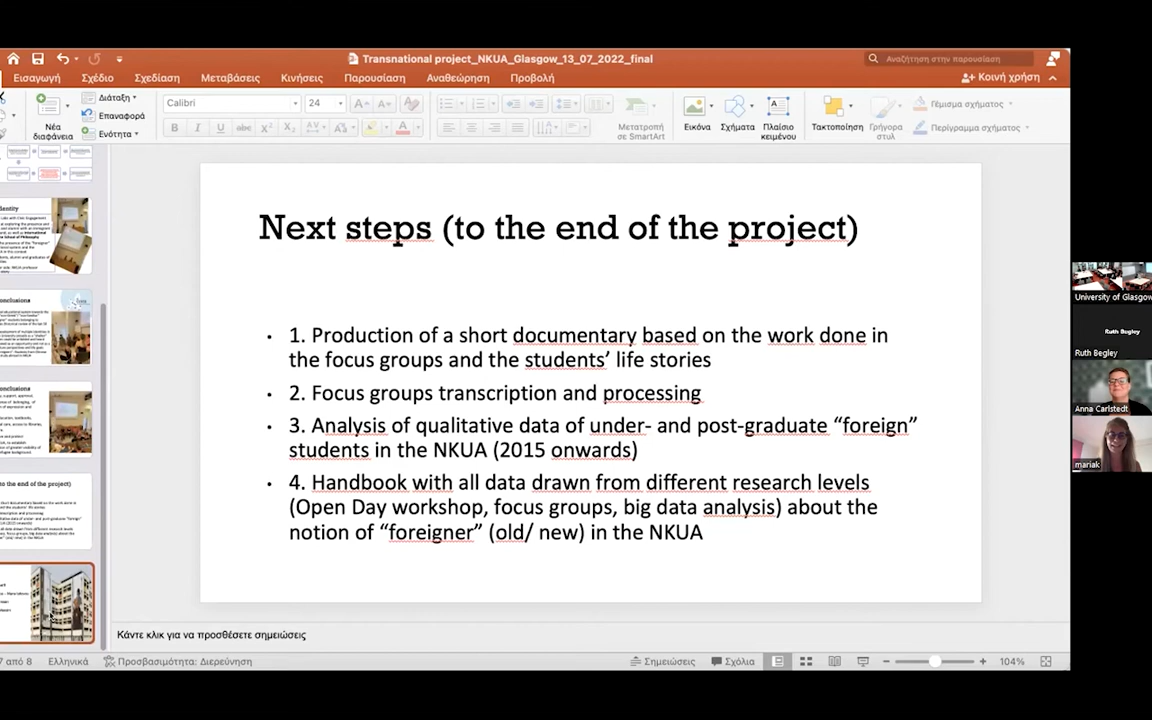 Transnational project_NKUA_Glasgow_13_07_2022_final
Αναζήτηση στην παρουσίαση
Εισαγωγή
Σχέδιο
Σχεδίαση
Μεταβάσεις
Κινήσεις
Παρουσίαση
Αναθεώρηση
Προβολή
Κοινή χρήση
Νέα
διαφάνεια
Διάταξη
Επαναφορά
Ενότητα
Calibri
24
Μετατροπή
σε SmartArt
Εικόνα
Σχήματα
Πλαίσιο
κειμένου
Τακτοποίηση
Γρήγορα
στυλ
Γέμισμα σχήματος
Περίγραμμα σχήματος
Next steps (to the end of the project)
• 1. Production of a short documentary based on the work done in
the focus groups and the students’ life stories
• 2. Focus groups transcription and processing
• 3. Analysis of qualitative data of under- and post-graduate “foreign”
students in the NKUA (2015 onwards)
• 4. Handbook with all data drawn from different research levels
(Open Day workshop, focus groups, big data analysis) about the
notion of “foreigner” (old/ new) in the NKUA
Κάντε κλικ για να προσθέσετε σημειώσεις
7 από 8
Ελληνικά
Προσβασιμότητα: Διερεύνηση
Σημειώσεις
Σχόλια
104%
University of Glasgow
Ruth Begley
Ruth Begley
Anna Carlstedt
mariak